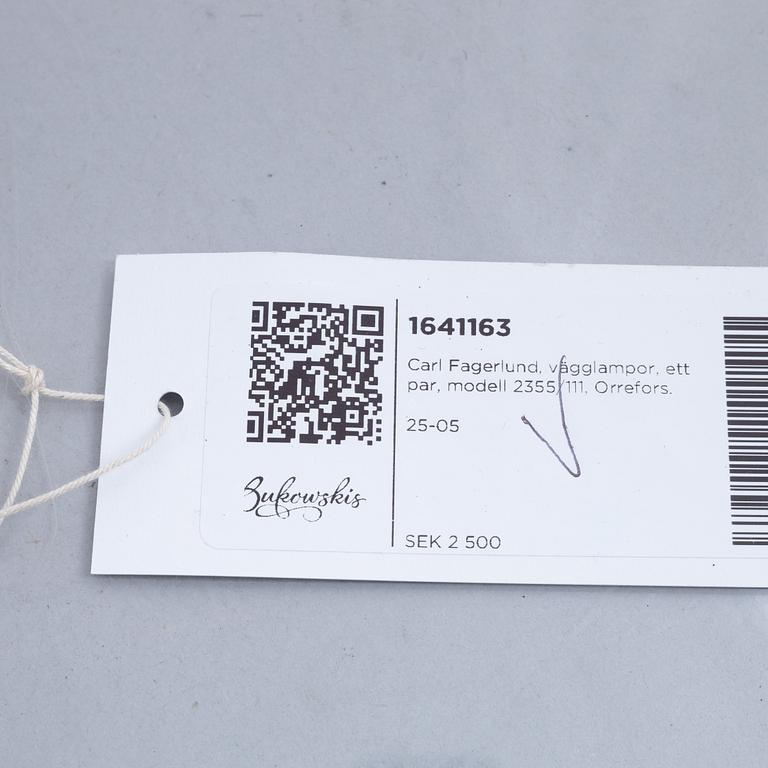 1641163
Carl Fagerlund, vägglampor, ett
par, modell 2355/111, Orrefors.
25-05
SEK 2 500
Bukowskis